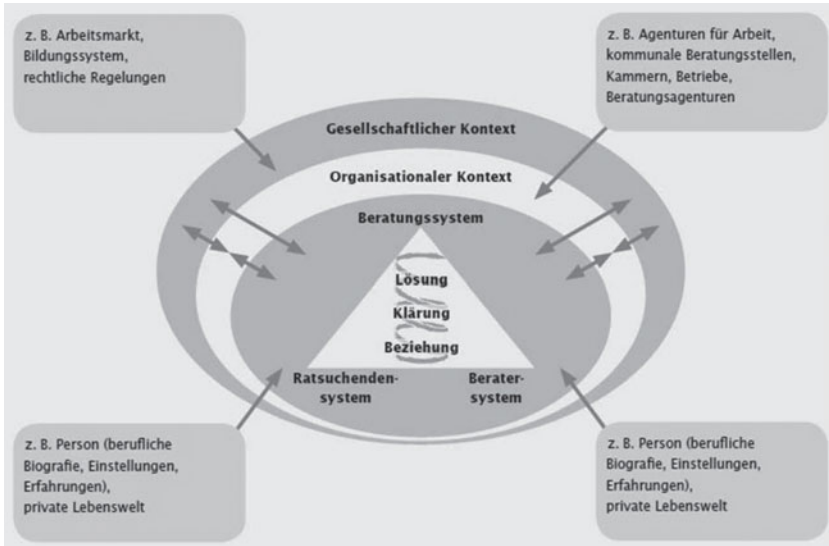 z. B. Arbeitsmarkt,
Bildungssystem,
rechtliche Regelungen
z. B. Agenturen für Arbeit,
kommunale Beratungsstellen,
Kammern, Betriebe,
Beratungsagenturen
Gesellschaftlicher Kontext
Organisationaler Kontext
Beratungssystem
Lösung
Klärung
Beziehung
Ratsuchenden-
system
Berater-
system
z. B. Person (berufliche
Biografie, Einstellungen,
Erfahrungen),
private Lebenswelt
z. B. Person (berufliche
Biografie, Einstellungen,
Erfahrungen),
private Lebenswelt